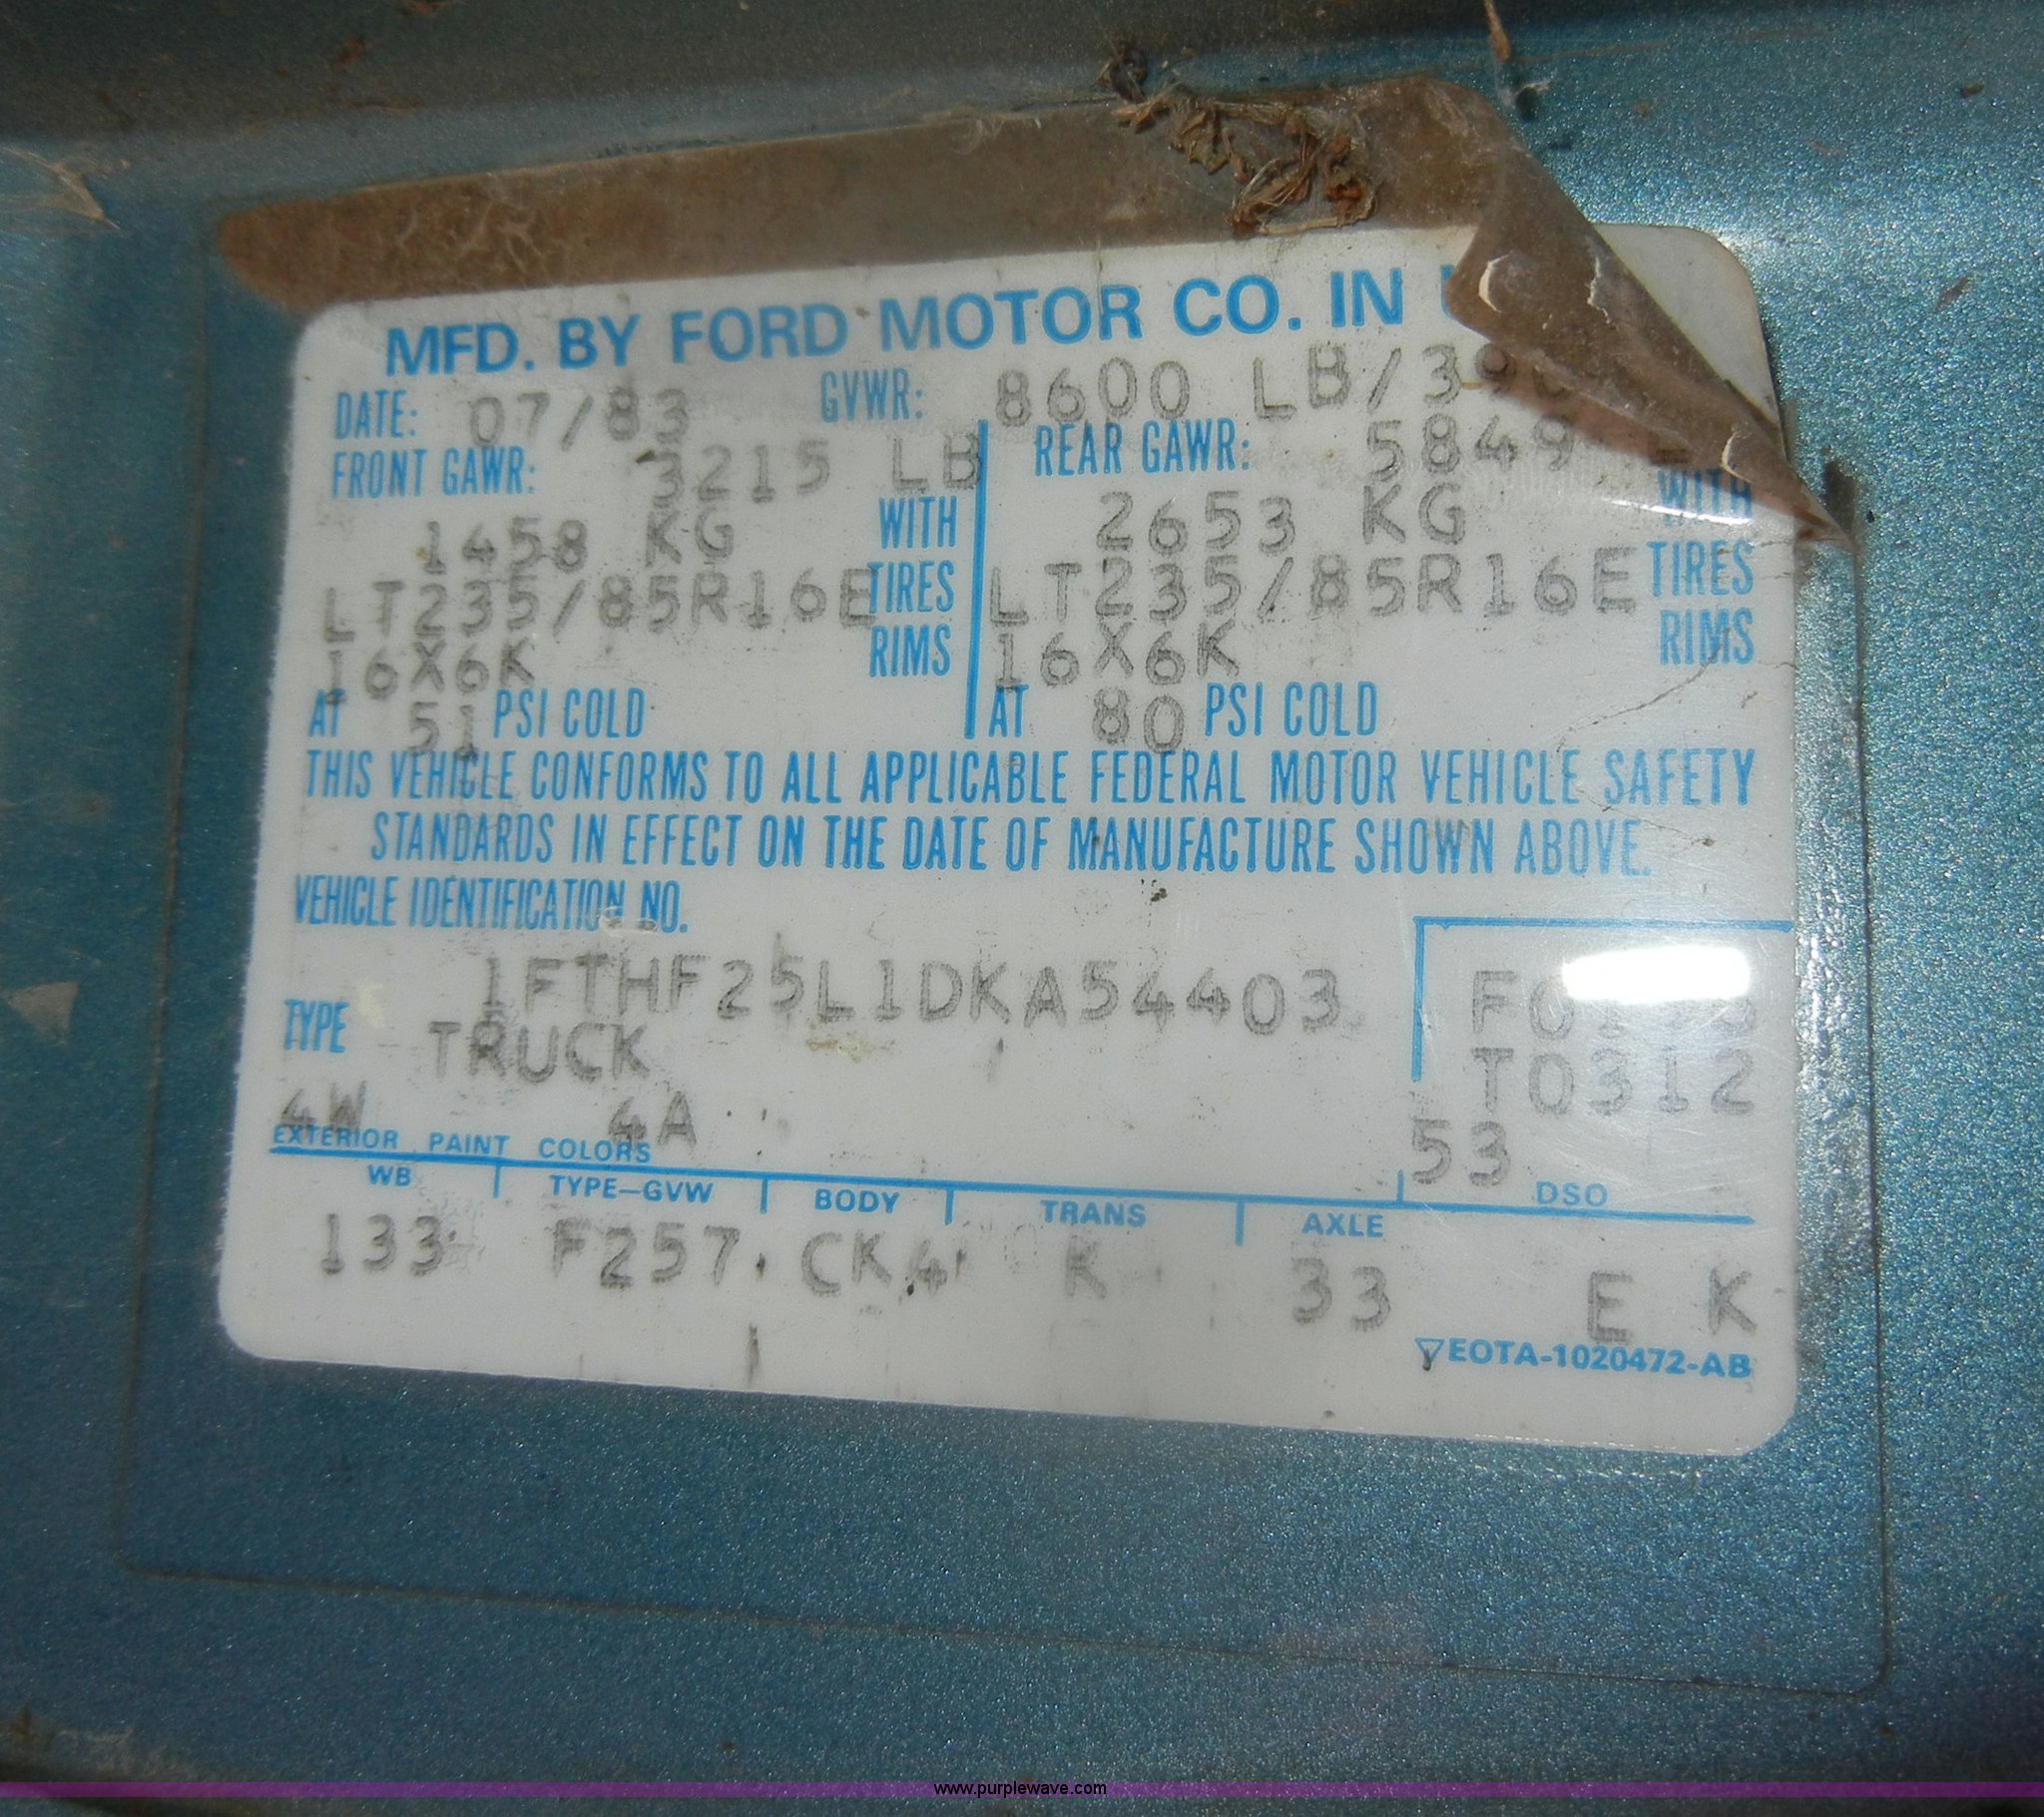 MFD. BY FORD MOTOR CO. IN
DATE: 07/83 GVWR: 8600 LB/
FRONT GAWR: 3215 LB REAR GAWR: 5849
1458 KG WITH 2653 KG WITH
LT235/85R16E TIRES LT235/85R16E TIRES
16X6K RIMS 16X6K RIMS
AT 51 PSI COLD AT 80 PSI COLD
THIS VEHICLE CONFORMS TO ALL APPLICABLE FEDERAL MOTOR VEHICLE SAFETY
STANDARDS IN EFFECT ON THE DATE OF MANUFACTURE SHOWN ABOVE.
VEHICLE IDENTIFICATION NO.
1FTHF25L1DKA54403
TYPE TRUCK T0312
4W 4A 53
EXTERIOR PAINT COLORS DSO
WB TYPE-GVW BODY TRANS AXLE
133 F257 CK4 K 33 E K
▽EOTA-1020472-AB
www.purplewave.com